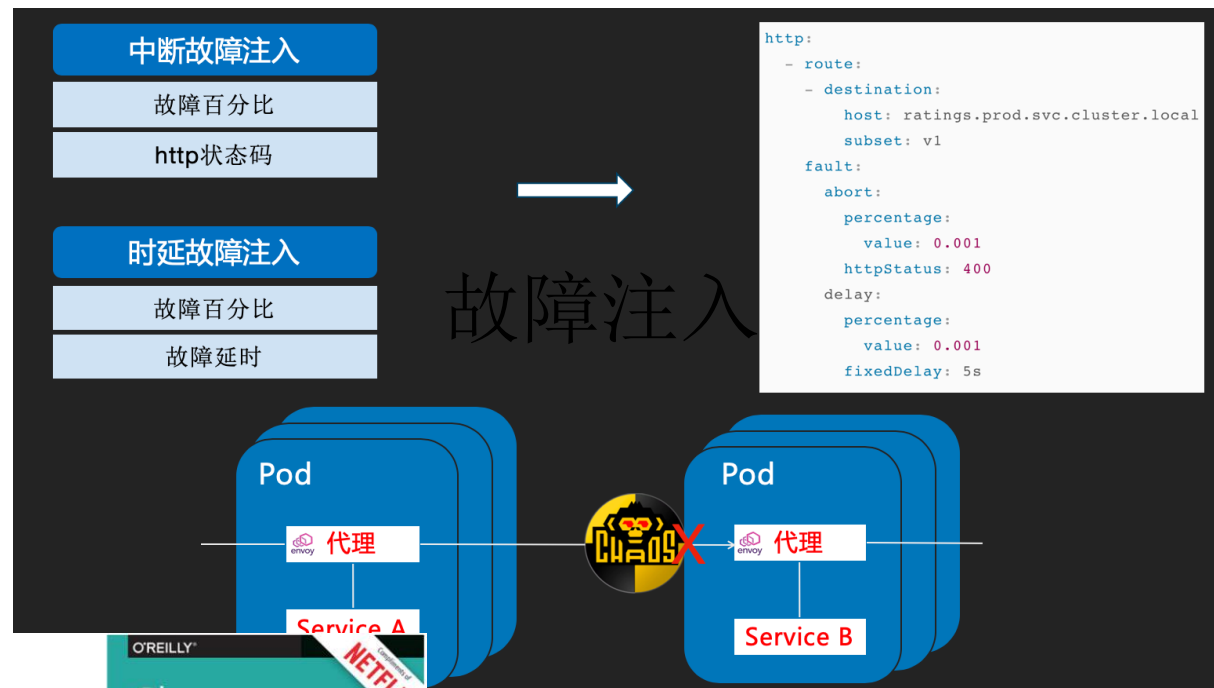 中断故障注入
故障百分比
http状态码
时延故障注入
故障百分比
故障延时
故障注入
http:
- route:
- destination:
host: ratings.prod.svc.cluster.local
subset: v1
fault:
abort:
percentage:
value: 0.001
httpStatus: 400
delay:
percentage:
value: 0.001
fixedDelay: 5s
Pod
envoy 代理
Service A
CHAOS
X
Pod
envoy 代理
Service B
O'REILLY®
Compliments of